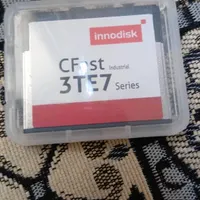 innodisk
CFast Industrial
3TE7 Series